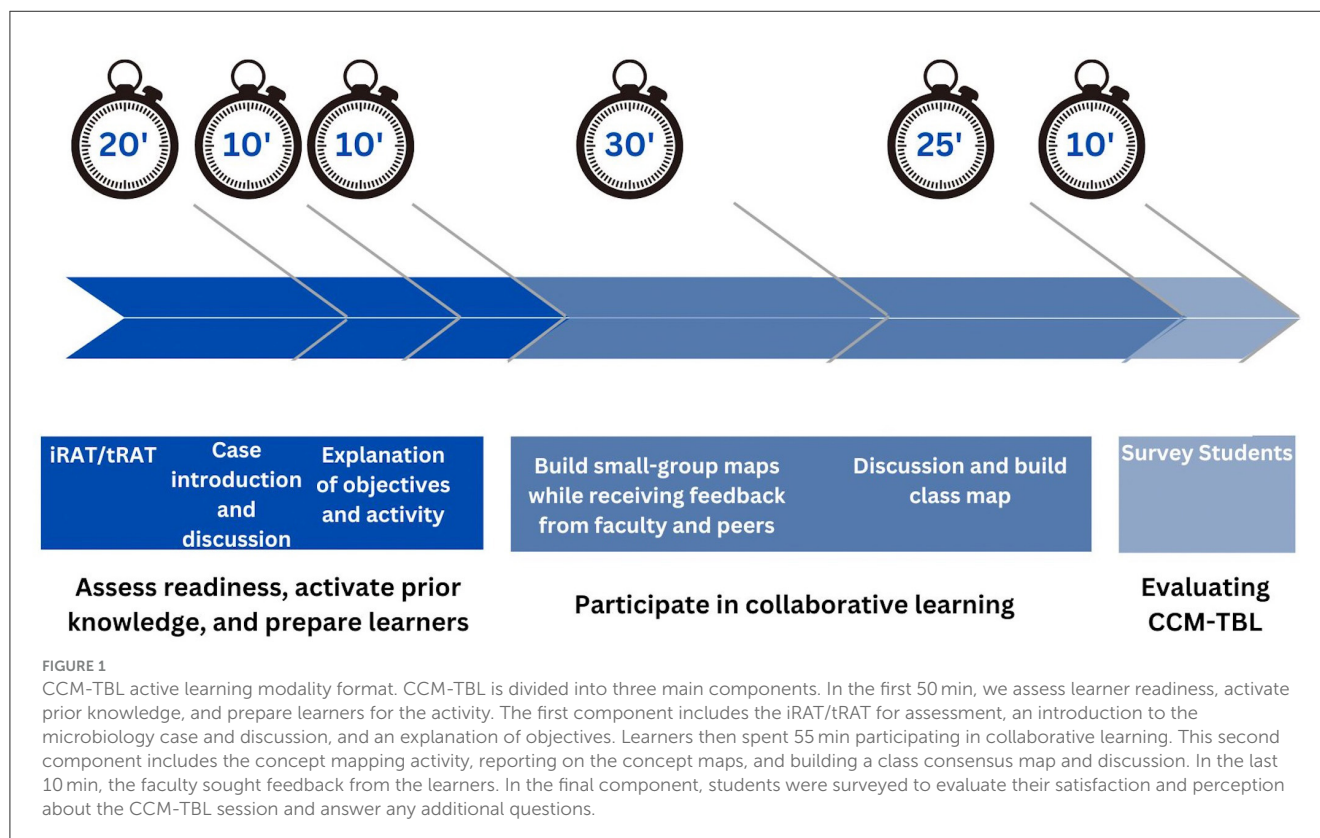 20' 10' 10' 30' 25' 10'
iRAT/tRAT
Case
introduction
and
discussion
Explanation
of objectives
and activity
Build small-group maps
while receiving feedback
from faculty and peers
Discussion and build
class map
Survey Students
Assess readiness, activate prior
knowledge, and prepare learners
Participate in collaborative learning
Evaluating
CCM-TBL
FIGURE 1
CCM-TBL active learning modality format. CCM-TBL is divided into three main components. In the first 50 min, we assess learner readiness, activate
prior knowledge, and prepare learners for the activity. The first component includes the iRAT/tRAT for assessment, an introduction to the
microbiology case and discussion, and an explanation of objectives. Learners then spent 55 min participating in collaborative learning. This second
component includes the concept mapping activity, reporting on the concept maps, and building a class consensus map and discussion. In the last
10 min, the faculty sought feedback from the learners. In the final component, students were surveyed to evaluate their satisfaction and perception
about the CCM-TBL session and answer any additional questions.